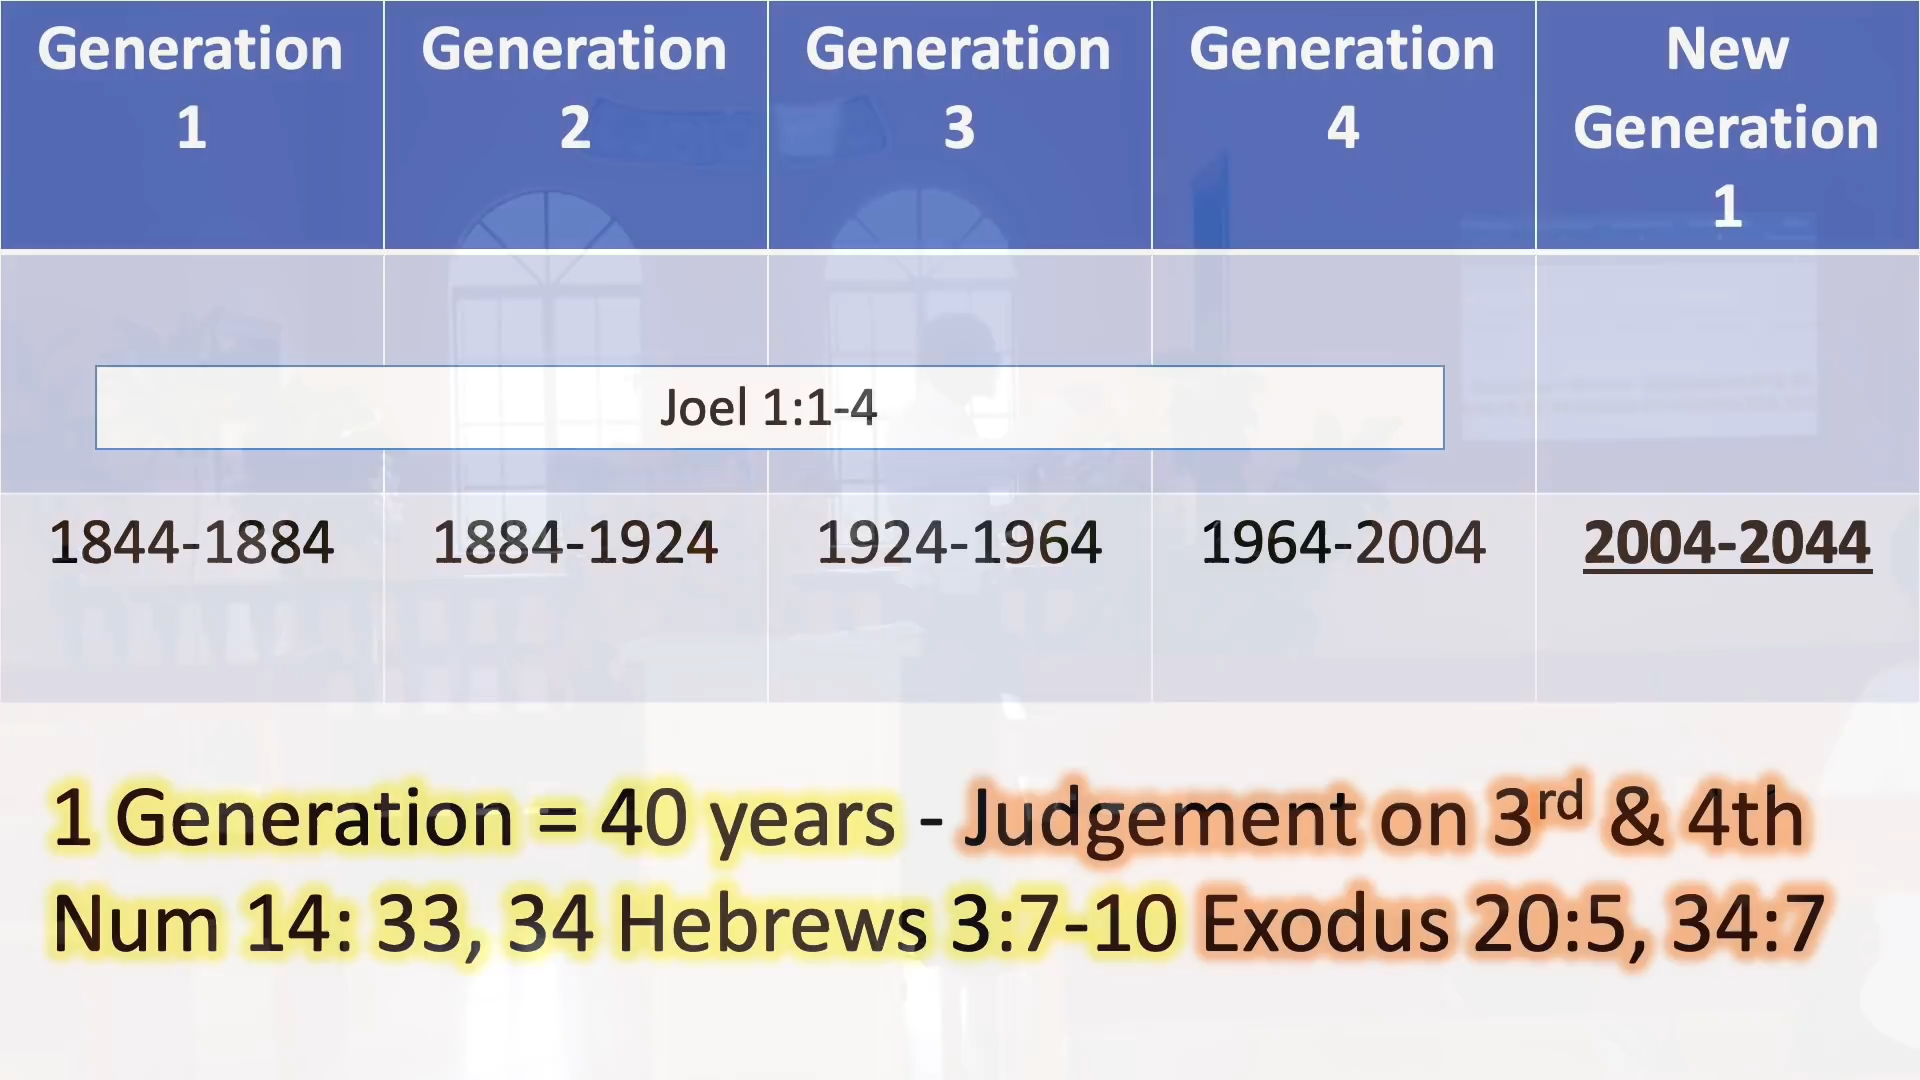 Generation
1
Generation
2
Generation
3
Generation
4
New
Generation
1
Joel 1:1-4
1844-1884
1884-1924
1924-1964
1964-2004
2004-2044
1 Generation = 40 years - Judgement on 3rd & 4th
Num 14: 33, 34 Hebrews 3:7-10 Exodus 20:5, 34:7